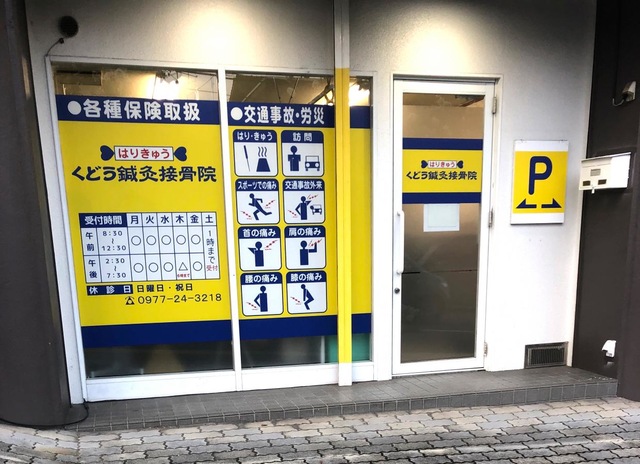 ●各種保険取扱
はりきゅう
くどう鍼灸接骨院
受付時間 月 火 水 木 金 土
午前 8:30~12:30 ○ ○ ○ ○ ○ 1時まで受付
午後 2:30~7:30 ○ ○ ○ △ ○
休診日 日曜日・祝日
☎0977-24-3218
●交通事故・労災
はり・きゅう 訪問
スポーツでの痛み 交通事故外来
首の痛み 肩の痛み
腰の痛み 膝の痛み
はりきゅう
くどう鍼灸接骨院
P